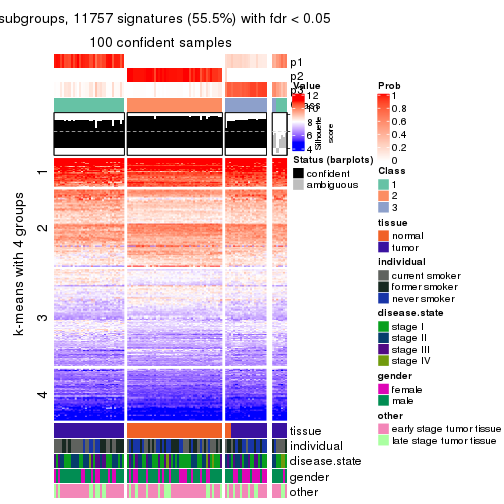 subgroups, 11757 signatures (55.5%) with fdr < 0.05
100 confident samples
p1
p2
p3
Value
12
10
8
6
4
Silhouette
score
Status (barplots)
confident
ambiguous
Prob
1
0.8
0.6
0.4
0.2
0
Class
1
2
3
tissue
normal
tumor
individual
current smoker
former smoker
never smoker
disease.state
stage I
stage II
stage III
stage IV
gender
female
male
other
early stage tumor tissue
late stage tumor tissue
k-means with 4 groups
1
2
3
4
tissue
individual
disease.state
gender
other